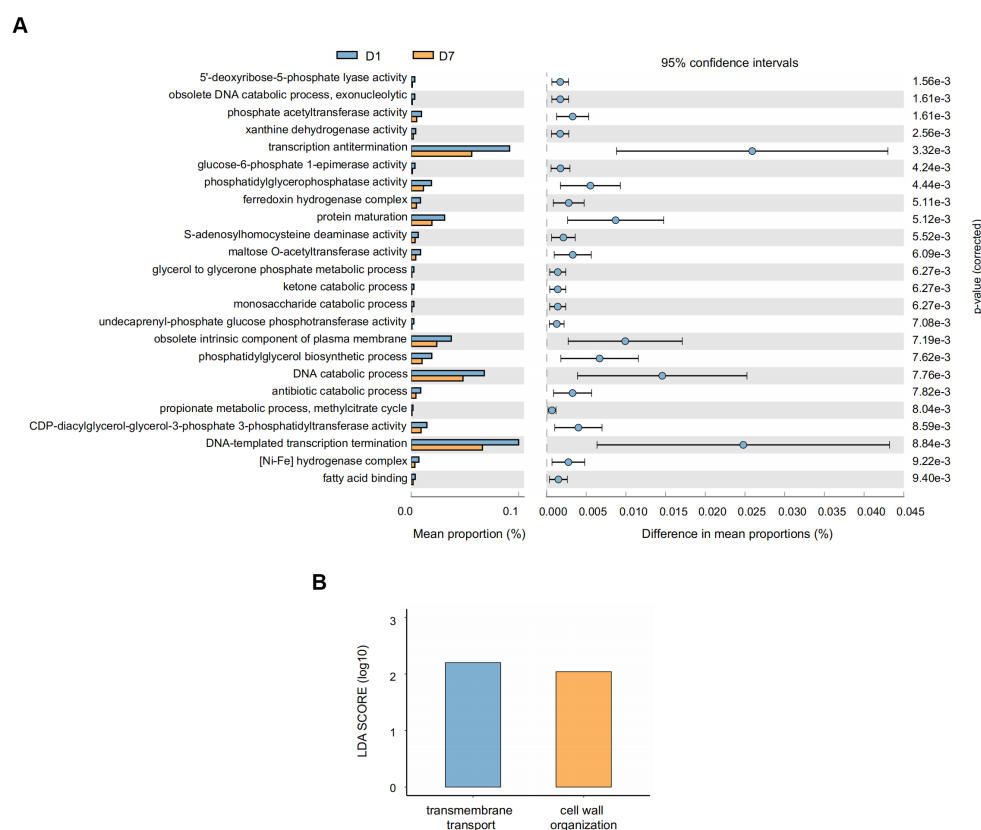 A
D1 D7
95% confidence intervals
5'-deoxyribose-5-phosphate lyase activity 1.56e-3
obsolete DNA catabolic process, exonucleolytic 1.61e-3
phosphate acetyltransferase activity 1.61e-3
xanthine dehydrogenase activity 2.56e-3
transcription antitermination 3.32e-3
glucose-6-phosphate 1-epimerase activity 4.24e-3
phosphatidylglycerophosphatase activity 4.44e-3
ferredoxin hydrogenase complex 5.11e-3
protein maturation 5.12e-3
S-adenosylhomocysteine deaminase activity 5.52e-3
maltose O-acetyltransferase activity 6.09e-3
glycerol to glycerone phosphate metabolic process 6.27e-3
ketone catabolic process 6.27e-3
monosaccharide catabolic process 6.27e-3
undecaprenyl-phosphate glucose phosphotransferase activity 7.08e-3
obsolete intrinsic component of plasma membrane 7.19e-3
phosphatidylglycerol biosynthetic process 7.62e-3
DNA catabolic process 7.76e-3
antibiotic catabolic process 7.82e-3
propionate metabolic process, methylcitrate cycle 8.04e-3
CDP-diacylglycerol-glycerol-3-phosphate 3-phosphatidyltransferase activity 8.59e-3
DNA-templated transcription termination 8.84e-3
[Ni-Fe] hydrogenase complex 9.22e-3
fatty acid binding 9.40e-3
p-value (corrected)
0.0 0.1 0.000 0.005 0.010 0.015 0.020 0.025 0.030 0.035 0.040 0.045
Mean proportion (%) Difference in mean proportions (%)
B
LDA SCORE (log10)
3
2
1
0
transmembrane cell wall
transport organization